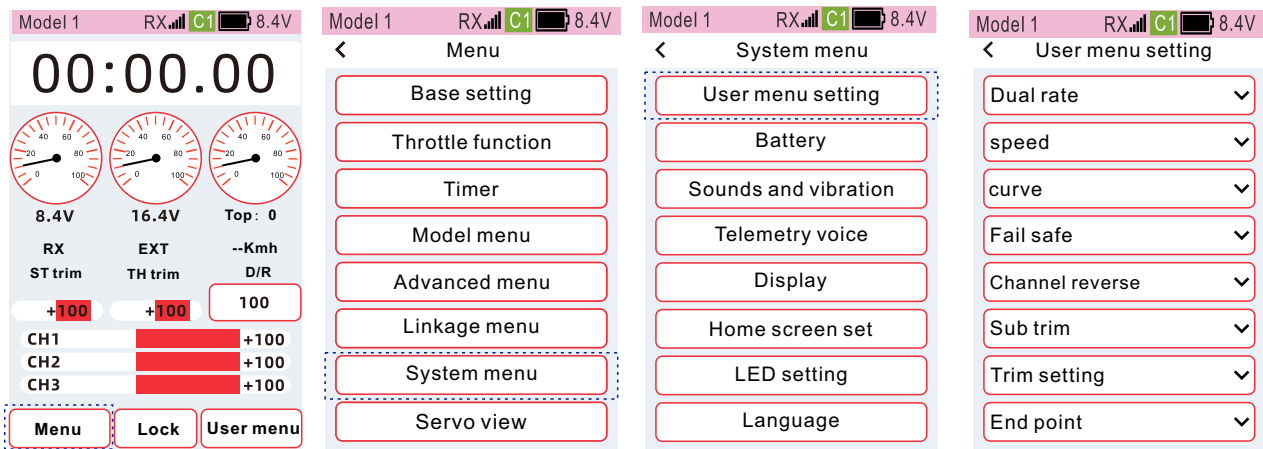 Model 1 RX C1 8.4V
00:00.00
40 60 40 60 40 60
20 80 20 80 20 80
0 100 0 100 0 100
8.4V 16.4V Top: 0
RX EXT --Kmh
ST trim TH trim D/R
+100 +100 100
CH1 +100
CH2 +100
CH3 +100
Menu Lock User menu
Model 1 RX C1 8.4V
Menu
Base setting
Throttle function
Timer
Model menu
Advanced menu
Linkage menu
System menu
Servo view
Model 1 RX C1 8.4V
System menu
User menu setting
Battery
Sounds and vibration
Telemetry voice
Display
Home screen set
LED setting
Language
Model 1 RX C1 8.4V
User menu setting
Dual rate
speed
curve
Fail safe
Channel reverse
Sub trim
Trim setting
End point